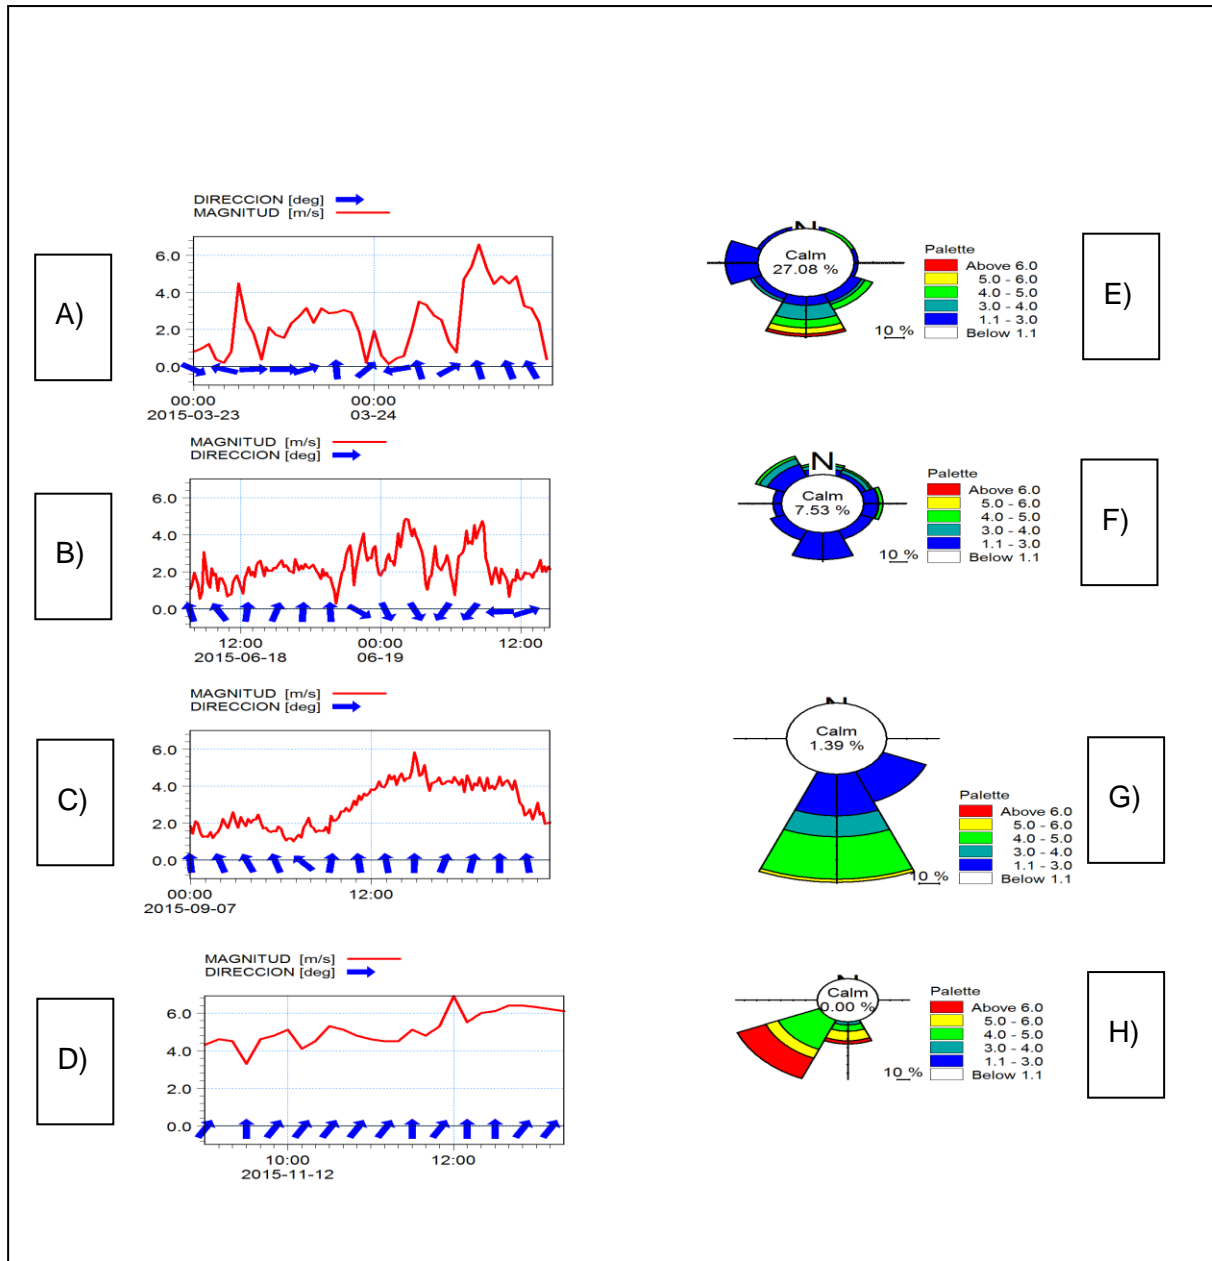 DIRECCION [deg]
MAGNITUD [m/s]
A)
6.0
4.0
2.0
0.0
00:00
00:00
2015-03-23
03-24
N
Calm
27.08 %
10 %
Palette
Above 6.0
5.0 - 6.0
4.0 - 5.0
3.0 - 4.0
1.1 - 3.0
Below 1.1
E)
MAGNITUD [m/s]
DIRECCION [deg]
B)
6.0
4.0
2.0
0.0
12:00
00:00
12:00
2015-06-18
06-19
N
Calm
7.53 %
10 %
Palette
Above 6.0
5.0 - 6.0
4.0 - 5.0
3.0 - 4.0
1.1 - 3.0
Below 1.1
F)
MAGNITUD [m/s]
DIRECCION [deg]
C)
6.0
4.0
2.0
0.0
00:00
12:00
2015-09-07
N
Calm
1.39 %
10 %
Palette
Above 6.0
5.0 - 6.0
4.0 - 5.0
3.0 - 4.0
1.1 - 3.0
Below 1.1
G)
MAGNITUD [m/s]
DIRECCION [deg]
D)
6.0
4.0
2.0
0.0
10:00
12:00
2015-11-12
N
Calm
0.00 %
10 %
Palette
Above 6.0
5.0 - 6.0
4.0 - 5.0
3.0 - 4.0
1.1 - 3.0
Below 1.1
H)